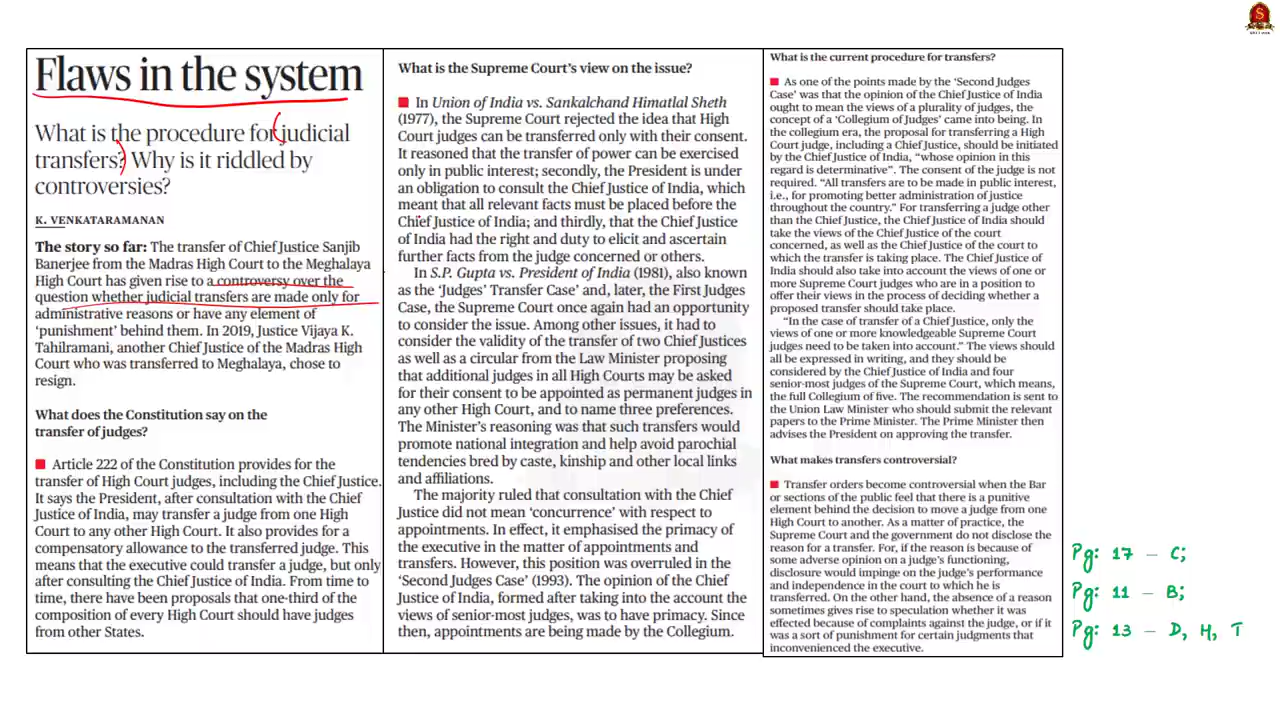 Flaws in the system
What is the procedure for judicial
transfers? Why is it riddled by
controversies?
K. VENKATARAMANAN
The story so far: The transfer of Chief Justice Sanjib
Banerjee from the Madras High Court to the Meghalaya
High Court has given rise to a controversy over the
question whether judicial transfers are made only for
administrative reasons or have any element of
‘punishment’ behind them. In 2019, Justice Vijaya K.
Tahilramani, another Chief Justice of the Madras High
Court who was transferred to Meghalaya, chose to
resign.
What does the Constitution say on the
transfer of judges?
Article 222 of the Constitution provides for the
transfer of High Court judges, including the Chief Justice.
It says the President, after consultation with the Chief
Justice of India, may transfer a judge from one High
Court to any other High Court. It also provides for a
compensatory allowance to the transferred judge. This
means that the executive could transfer a judge, but only
after consulting the Chief Justice of India. From time to
time, there have been proposals that one-third of the
composition of every High Court should have judges
from other States.
What is the Supreme Court’s view on the issue?
In Union of India vs. Sankalchand Himatlal Sheth
(1977), the Supreme Court rejected the idea that High
Court judges can be transferred only with their consent.
It reasoned that the transfer of power can be exercised
only in public interest; secondly, the President is under
an obligation to consult the Chief Justice of India, which
meant that all relevant facts must be placed before the
Chief Justice of India; and thirdly, that the Chief Justice
of India had the right and duty to elicit and ascertain
further facts from the judge concerned or others.
In S.P. Gupta vs. President of India (1981), also known
as the ‘Judges’ Transfer Case’ and, later, the First Judges
Case, the Supreme Court once again had an opportunity
to consider the issue. Among other issues, it had to
consider the validity of the transfer of two Chief Justices
as well as a circular from the Law Minister proposing
that additional judges in all High Courts may be asked
for their consent to be appointed as permanent judges in
any other High Court, and to name three preferences.
The Minister’s reasoning was that such transfers would
promote national integration and help avoid parochial
tendencies bred by caste, kinship and other local links
and affiliations.
The majority ruled that consultation with the Chief
Justice did not mean ‘concurrence’ with respect to
appointments. In effect, it emphasised the primacy of
the executive in the matter of appointments and
transfers. However, this position was overruled in the
‘Second Judges Case’ (1993). The opinion of the Chief
Justice of India, formed after taking into the account the
views of senior-most judges, was to have primacy. Since
then, appointments are being made by the Collegium.
What is the current procedure for transfers?
As one of the points made by the ‘Second Judges
Case’ was that the opinion of the Chief Justice of India
ought to mean the views of a plurality of judges, the
concept of a ‘Collegium of Judges’ came into being. In
the collegium era, the proposal for transferring a High
Court judge, including a Chief Justice, should be initiated
by the Chief Justice of India, “whose opinion in this
regard is determinative”. The consent of the judge is not
required. “All transfers are to be made in public interest,
i.e., for promoting better administration of justice
throughout the country.” For transferring a judge other
than the Chief Justice, the Chief Justice of India should
take the views of the Chief Justice of the court
concerned, as well as the Chief Justice of the court to
which the transfer is taking place. The Chief Justice of
India should also take into account the views of one or
more Supreme Court judges who are in a position to
offer their views in the process of deciding whether a
proposed transfer should take place.
“In the case of transfer of a Chief Justice, only the
views of one or more knowledgeable Supreme Court
judges need to be taken into account.” The views should
all be expressed in writing, and they should be
considered by the Chief Justice of India and four
senior-most judges of the Supreme Court, which means,
the full Collegium of five. The recommendation is sent to
the Union Law Minister who should submit the relevant
papers to the Prime Minister. The Prime Minister then
advises the President on approving the transfer.
What makes transfers controversial?
Transfer orders become controversial when the Bar
or sections of the public feel that there is a punitive
element behind the decision to move a judge from one
High Court to another. As a matter of practice, the
Supreme Court and the government do not disclose the
reason for a transfer. For, if the reason is because of
some adverse opinion on a judge’s functioning,
disclosure would impinge on the judge’s performance
and independence in the court to which he is
transferred. On the other hand, the absence of a reason
sometimes gives rise to speculation whether it was
effected because of complaints against the judge, or if it
was a sort of punishment for certain judgments that
inconvenienced the executive.
Pg: 17 - C;
Pg: 11 - B;
Pg: 13 - D, H, T